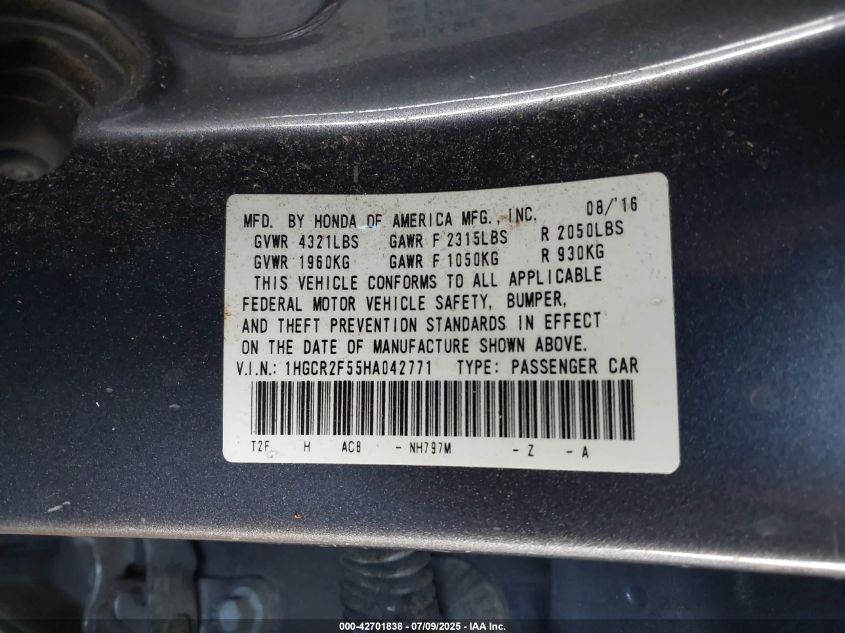 MFD. BY HONDA OF AMERICA MFG., INC. 08/'16
GVWR 4321LBS GAWR F 2315LBS R 2050LBS
GVWR 1960KG GAWR F 1050KG R 930KG
THIS VEHICLE CONFORMS TO ALL APPLICABLE
FEDERAL MOTOR VEHICLE SAFETY, BUMPER,
AND THEFT PREVENTION STANDARDS IN EFFECT
ON THE DATE OF MANUFACTURE SHOWN ABOVE.
V.I.N.: 1HGCR2F55HA042771 TYPE: PASSENGER CAR
T2F H AC8 - NH797M - Z - A
000-42701838 | 07/09/2025 | IAA Inc.